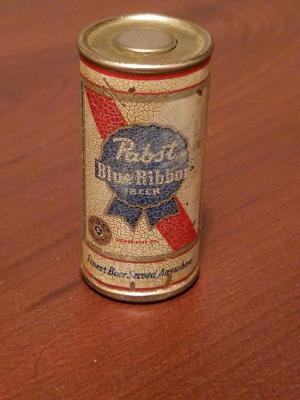 Pabst
Blue Ribbon
BEER
Finest Beer Served Anywhere